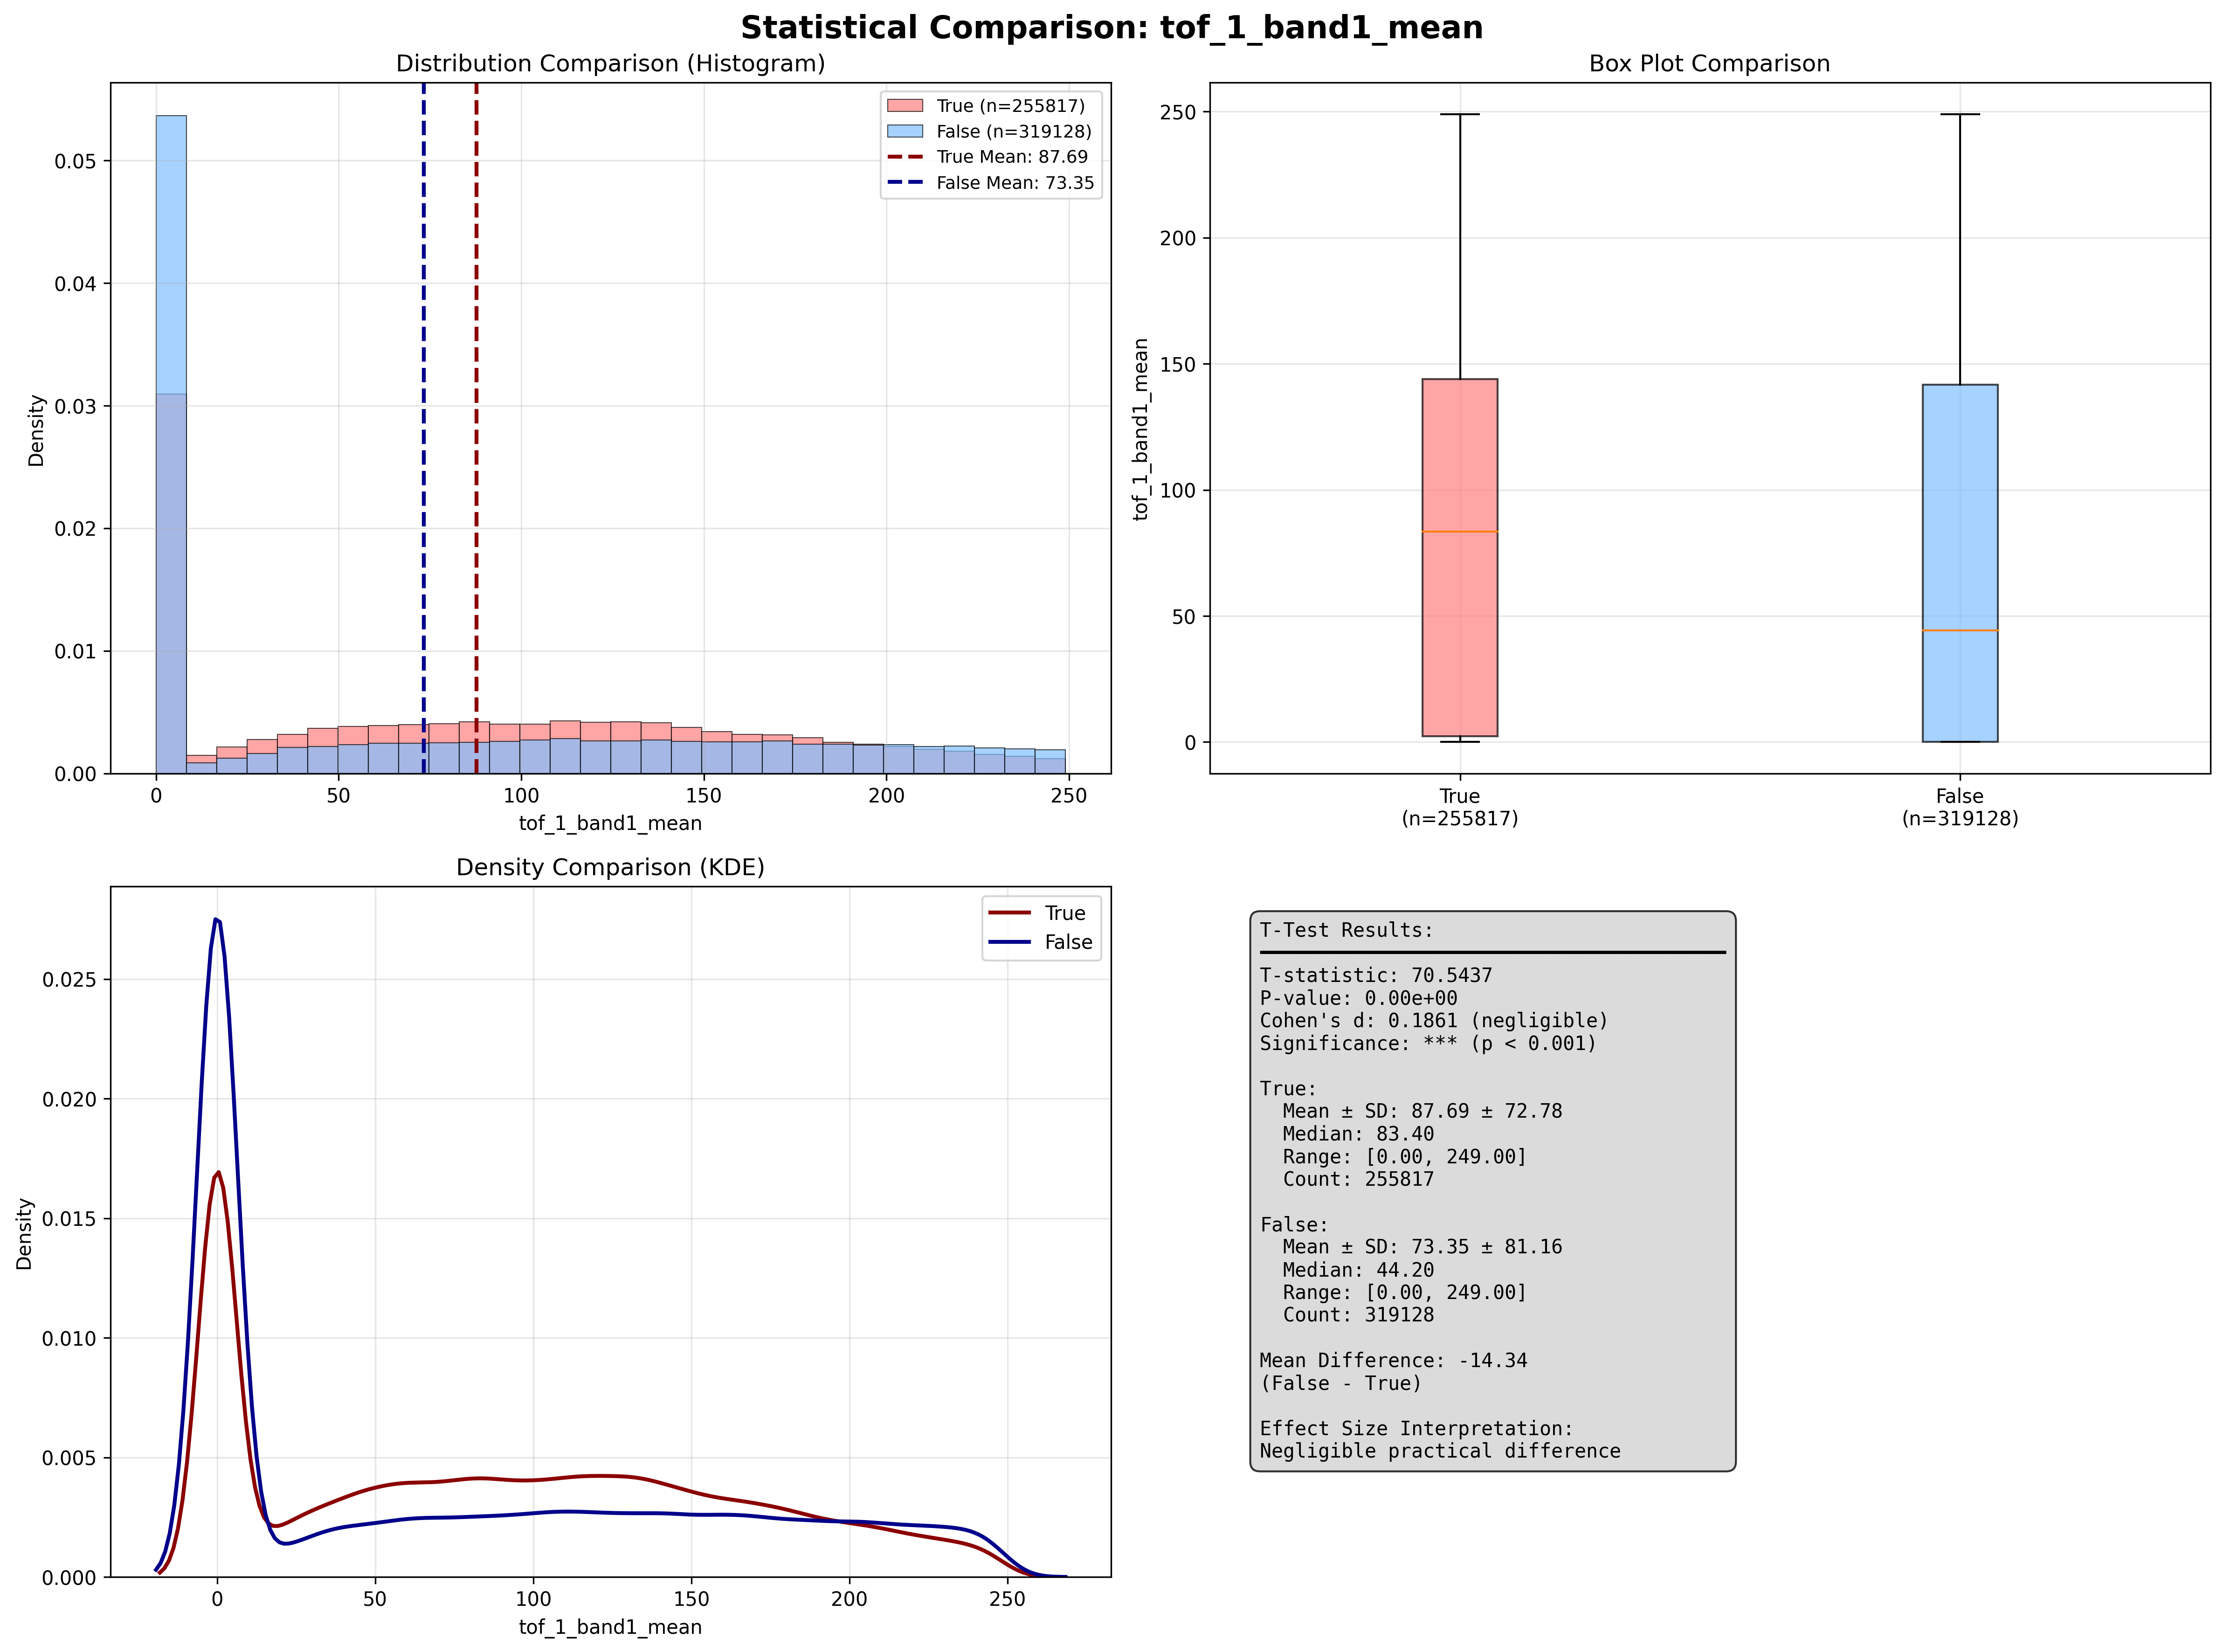 Statistical Comparison: tof_1_band1_mean
Distribution Comparison (Histogram)
Density
0.05
0.04
0.03
0.02
0.01
0.00
0 50 100 150 200 250
tof_1_band1_mean
True (n=255817)
False (n=319128)
True Mean: 87.69
False Mean: 73.35
Box Plot Comparison
tof_1_band1_mean
250
200
150
100
50
0
True
(n=255817)
False
(n=319128)
Density Comparison (KDE)
Density
0.025
0.020
0.015
0.010
0.005
0.000
0 50 100 150 200 250
tof_1_band1_mean
True
False
T-Test Results:
T-statistic: 70.5437
P-value: 0.00e+00
Cohen's d: 0.1861 (negligible)
Significance: *** (p < 0.001)
True:
Mean ± SD: 87.69 ± 72.78
Median: 83.40
Range: [0.00, 249.00]
Count: 255817
False:
Mean ± SD: 73.35 ± 81.16
Median: 44.20
Range: [0.00, 249.00]
Count: 319128
Mean Difference: -14.34
(False - True)
Effect Size Interpretation:
Negligible practical difference